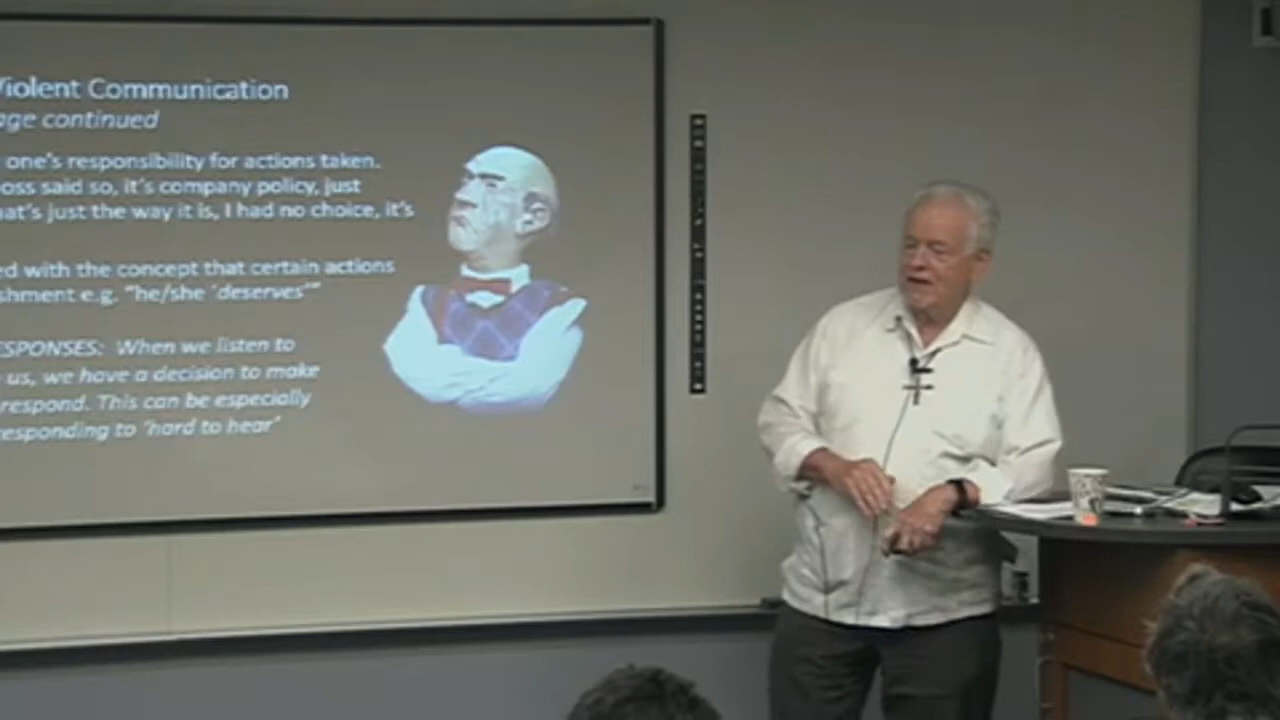 Violent Communication
age continued
one's responsibility for actions taken.
oss said so, it's company policy, just
hat's just the way it is, I had no choice, it's
ed with the concept that certain actions
shment e.g. "he/she 'deserves'"
ESPONSES: When we listen to
us, we have a decision to make
respond. This can be especially
responding to 'hard to hear'